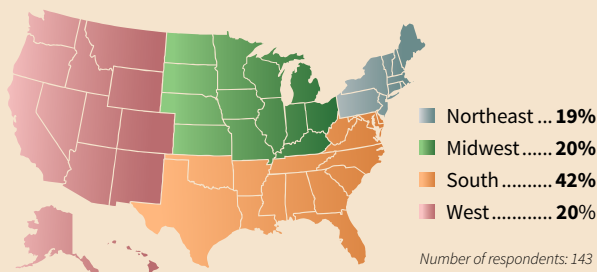 Northeast ... 19%
Midwest ...... 20%
South .......... 42%
West ............ 20%
Number of respondents: 143